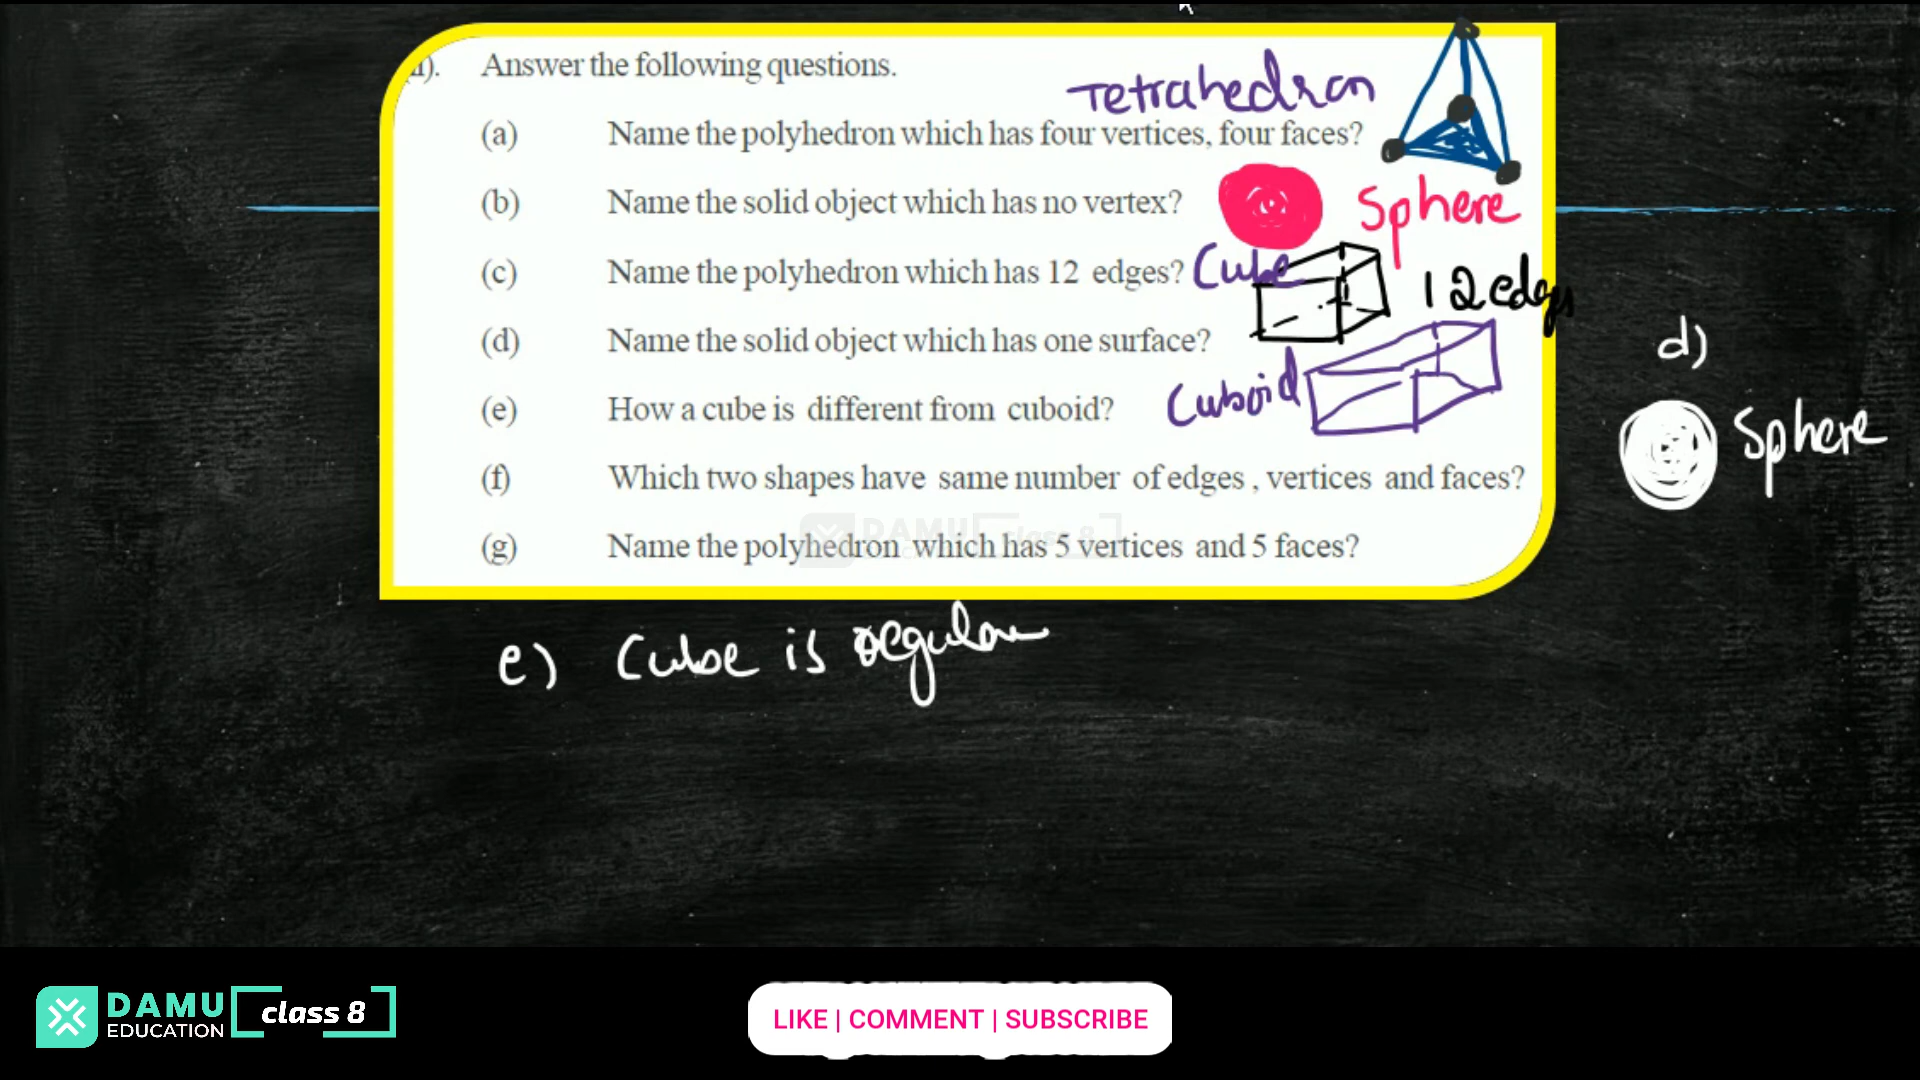 Answer the following questions.
Tetrahedron
(a) Name the polyhedron which has four vertices, four faces?
(b) Name the solid object which has no vertex?
Sphere
(c) Name the polyhedron which has 12 edges?
Cube
12 edges
(d) Name the solid object which has one surface?
d)
Cuboid
(e) How a cube is different from cuboid?
Sphere
(f) Which two shapes have same number of edges , vertices and faces?
(g) Name the polyhedron which has 5 vertices and 5 faces?
DAMU class 8
e) Cube is regular
DAMU
EDUCATION
class 8
LIKE | COMMENT | SUBSCRIBE